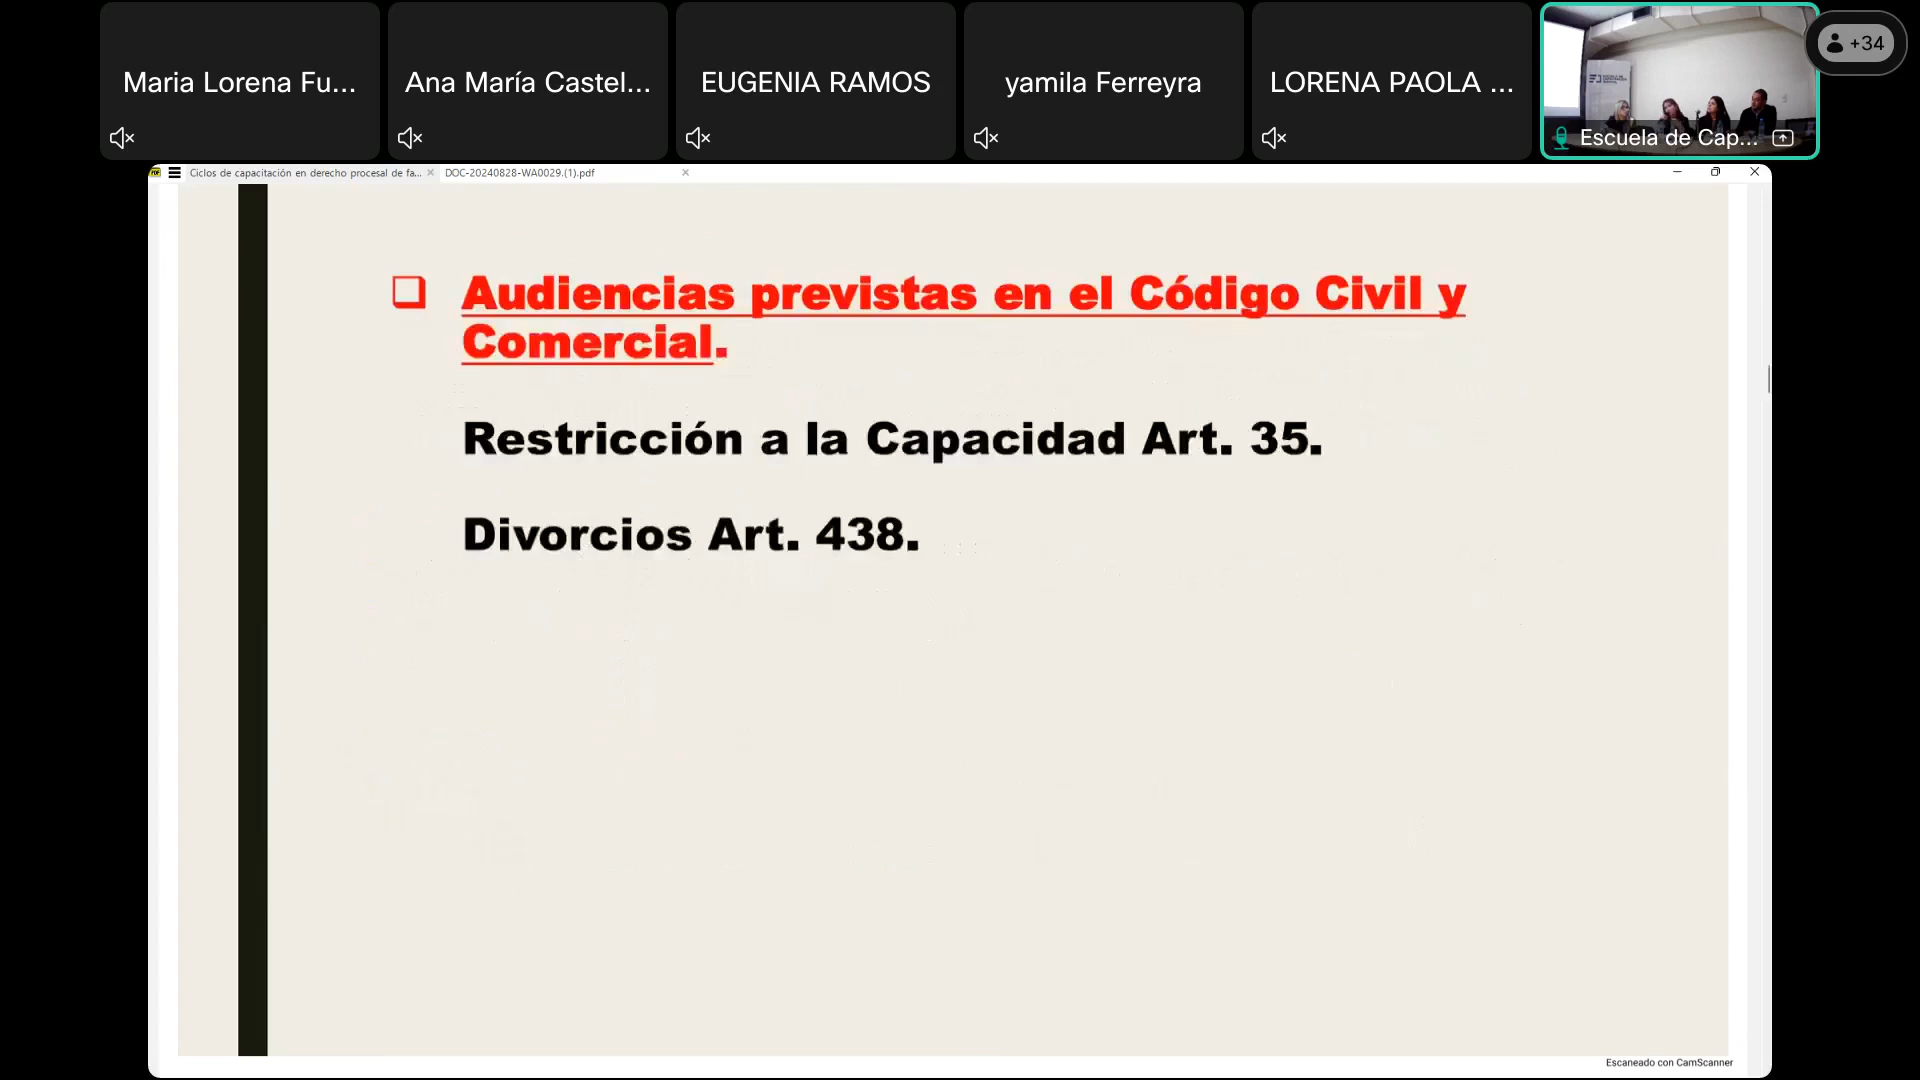 Maria Lorena Fu...
Ana María Castel...
EUGENIA RAMOS
yamila Ferreyra
LORENA PAOLA ...
Escuela de Cap...
+34
Ciclos de capacitación en derecho procesal de fa...
DOC-20240828-WA0029.(1).pdf
Audiencias previstas en el Código Civil y
Comercial.
Restricción a la Capacidad Art. 35.
Divorcios Art. 438.
Escaneado con CamScanner